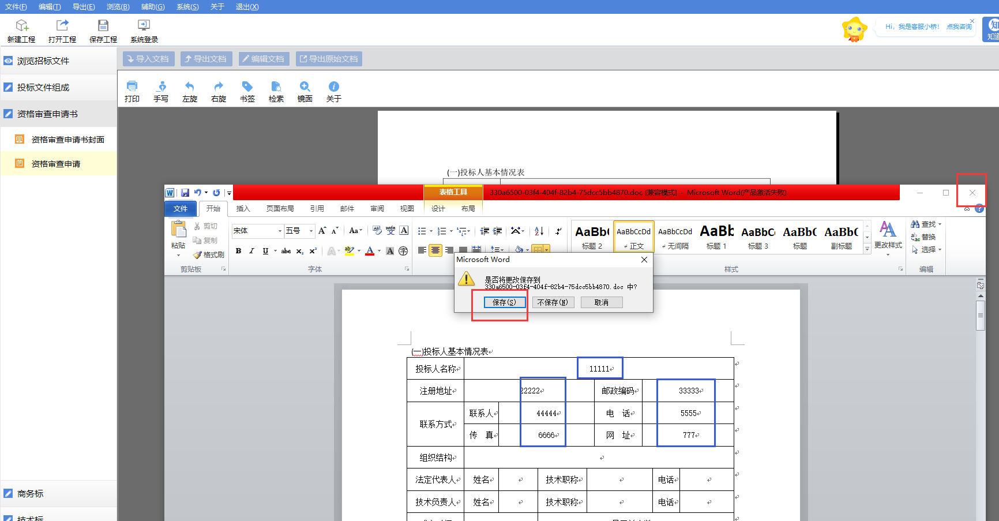 文件(F) 编辑(T) 导出(E) 浏览(B) 辅助(G) 系统(S) 关于 退出(X)
新建工程 打开工程 保存工程 系统登录
Hi，我是客服小桥！ 点我咨询
知
知道
浏览招标文件
投标文件组成
资格审查申请书
资格审查申请书封面
资格审查申请
商务标
技术标
导入文档 导出文档 编辑文档 导出原始文档
打印 手写 左旋 右旋 书签 检索 镜面 关于
(一)投标人基本情况表
表格工具
330a6500-03f4-404f-82b4-75dcc5bb4870.doc [兼容模式] - Microsoft Word(产品激活失败)
文件 开始 插入 页面布局 引用 邮件 审阅 视图 设计 布局
粘贴
剪切
复制
格式刷
剪贴板
宋体 五号
字体
AaBb( AaBbCcDd AaBbCcDd AaBb AaBbC AaBbC AaBbC
标题 2 正文 无间隔 标题 1 标题 3 标题 副标题
更改样式
样式
查找
替换
选择
编辑
Microsoft Word
是否将更改保存到
330a6500-03f4-404f-82b4-75dcc5bb4870.doc 中?
保存(S) 不保存(N) 取消
(一)投标人基本情况表
投标人名称 11111
注册地址 22222 邮政编码 33333
联系方式 联系人 44444 电 话 5555
传 真 6666 网 址 777
组织结构
法定代表人 姓名 技术职称 电话
技术负责人 姓名 技术职称 电话